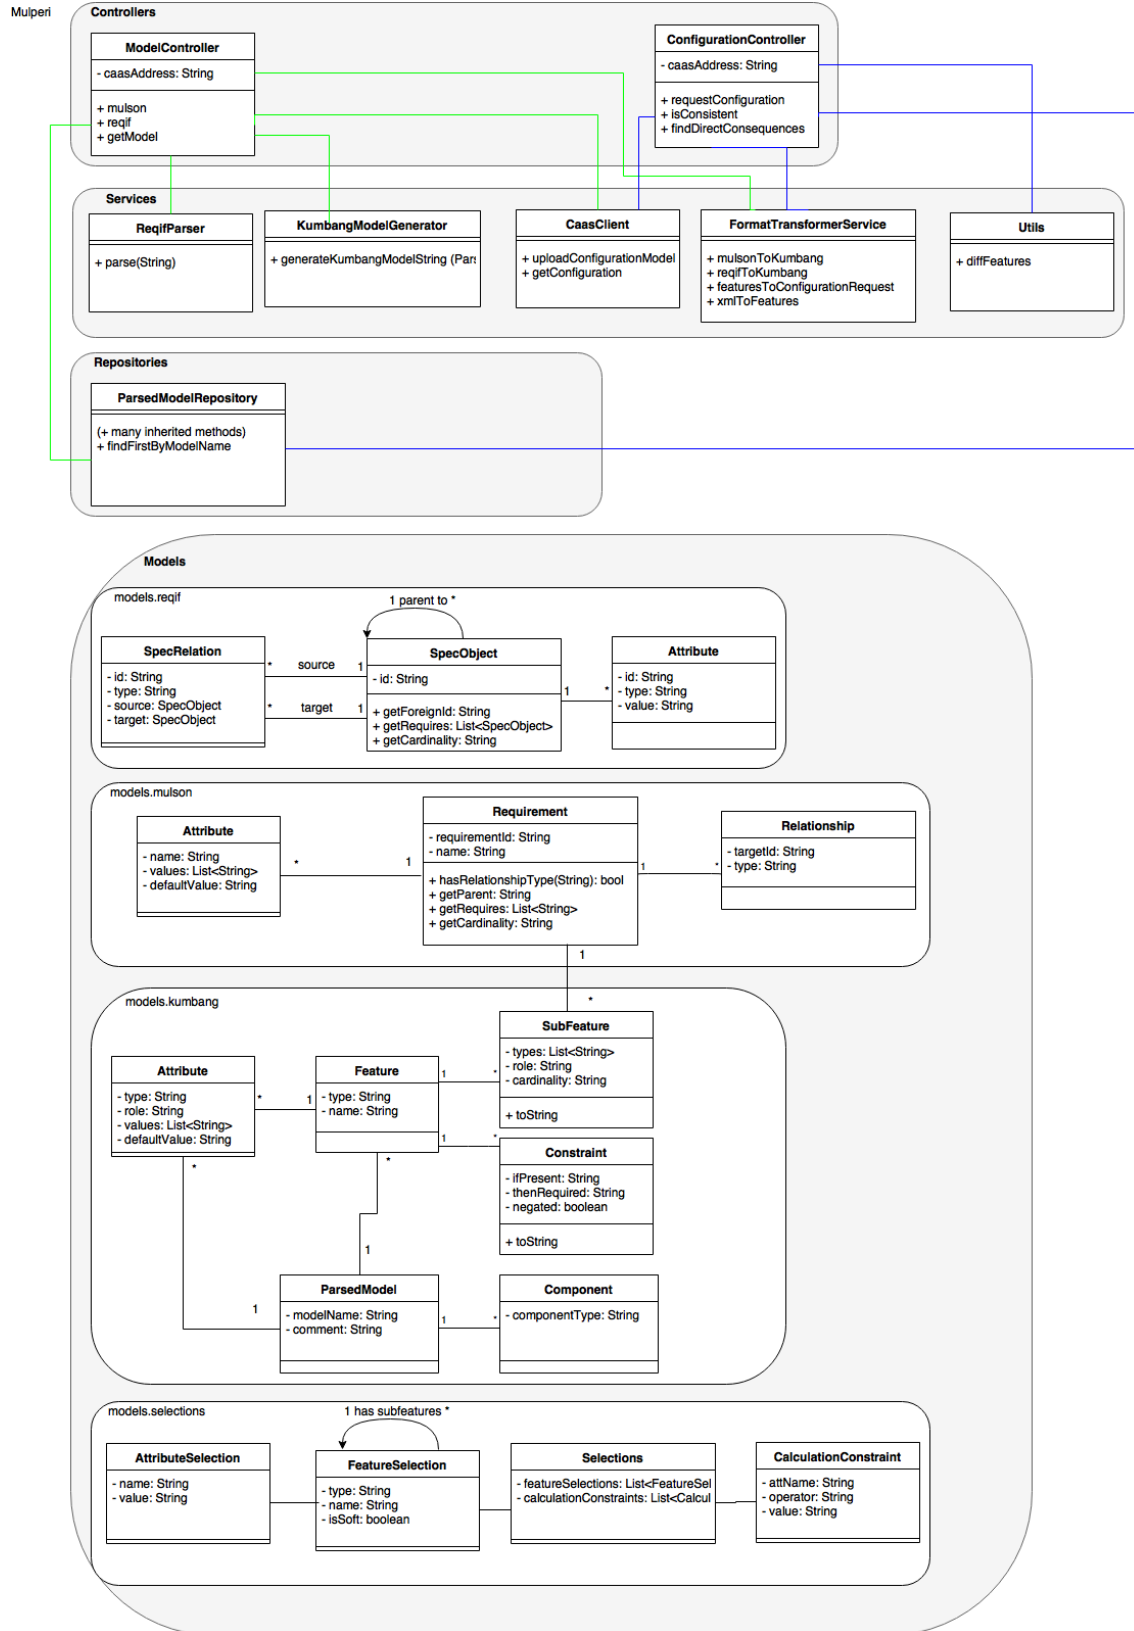 Mulperi
Controllers
ModelController
- caasAddress: String
+ mulson
+ reqif
+ getModel
ConfigurationController
- caasAddress: String
+ requestConfiguration
+ isConsistent
+ findDirectConsequences
Services
ReqifParser
+ parse(String)
KumbangModelGenerator
+ generateKumbangModelString (Pars
CaasClient
+ uploadConfigurationModel
+ getConfiguration
FormatTransformerService
+ mulsonToKumbang
+ reqifToKumbang
+ featuresToConfigurationRequest
+ xmlToFeatures
Utils
+ diffFeatures
Repositories
ParsedModelRepository
(+ many inherited methods)
+ findFirstByModelName
Models
models.reqif
1 parent to *
SpecRelation
- id: String
- type: String
- source: SpecObject
- target: SpecObject
* source 1
* target 1
SpecObject
- id: String
+ getForeignId: String
+ getRequires: List<SpecObject>
+ getCardinality: String
1 *
Attribute
- id: String
- type: String
- value: String
models.mulson
Attribute
- name: String
- values: List<String>
- defaultValue: String
* 1
Requirement
- requirementId: String
- name: String
+ hasRelationshipType(String): bool
+ getParent: String
+ getRequires: List<String>
+ getCardinality: String
1 *
Relationship
- targetId: String
- type: String
1
*
models.kumbang
Attribute
- type: String
- role: String
- values: List<String>
- defaultValue: String
* 1
Feature
- type: String
- name: String
1 *
SubFeature
- types: List<String>
- role: String
- cardinality: String
+ toString
1 *
Constraint
- ifPresent: String
- thenRequired: String
- negated: boolean
+ toString
*
*
1
1
ParsedModel
- modelName: String
- comment: String
1 *
Component
- componentType: String
models.selections
1 has subfeatures *
AttributeSelection
- name: String
- value: String
FeatureSelection
- type: String
- name: String
- isSoft: boolean
Selections
- featureSelections: List<FeatureSel
- calculationConstraints: List<Calcul
CalculationConstraint
- attName: String
- operator: String
- value: String